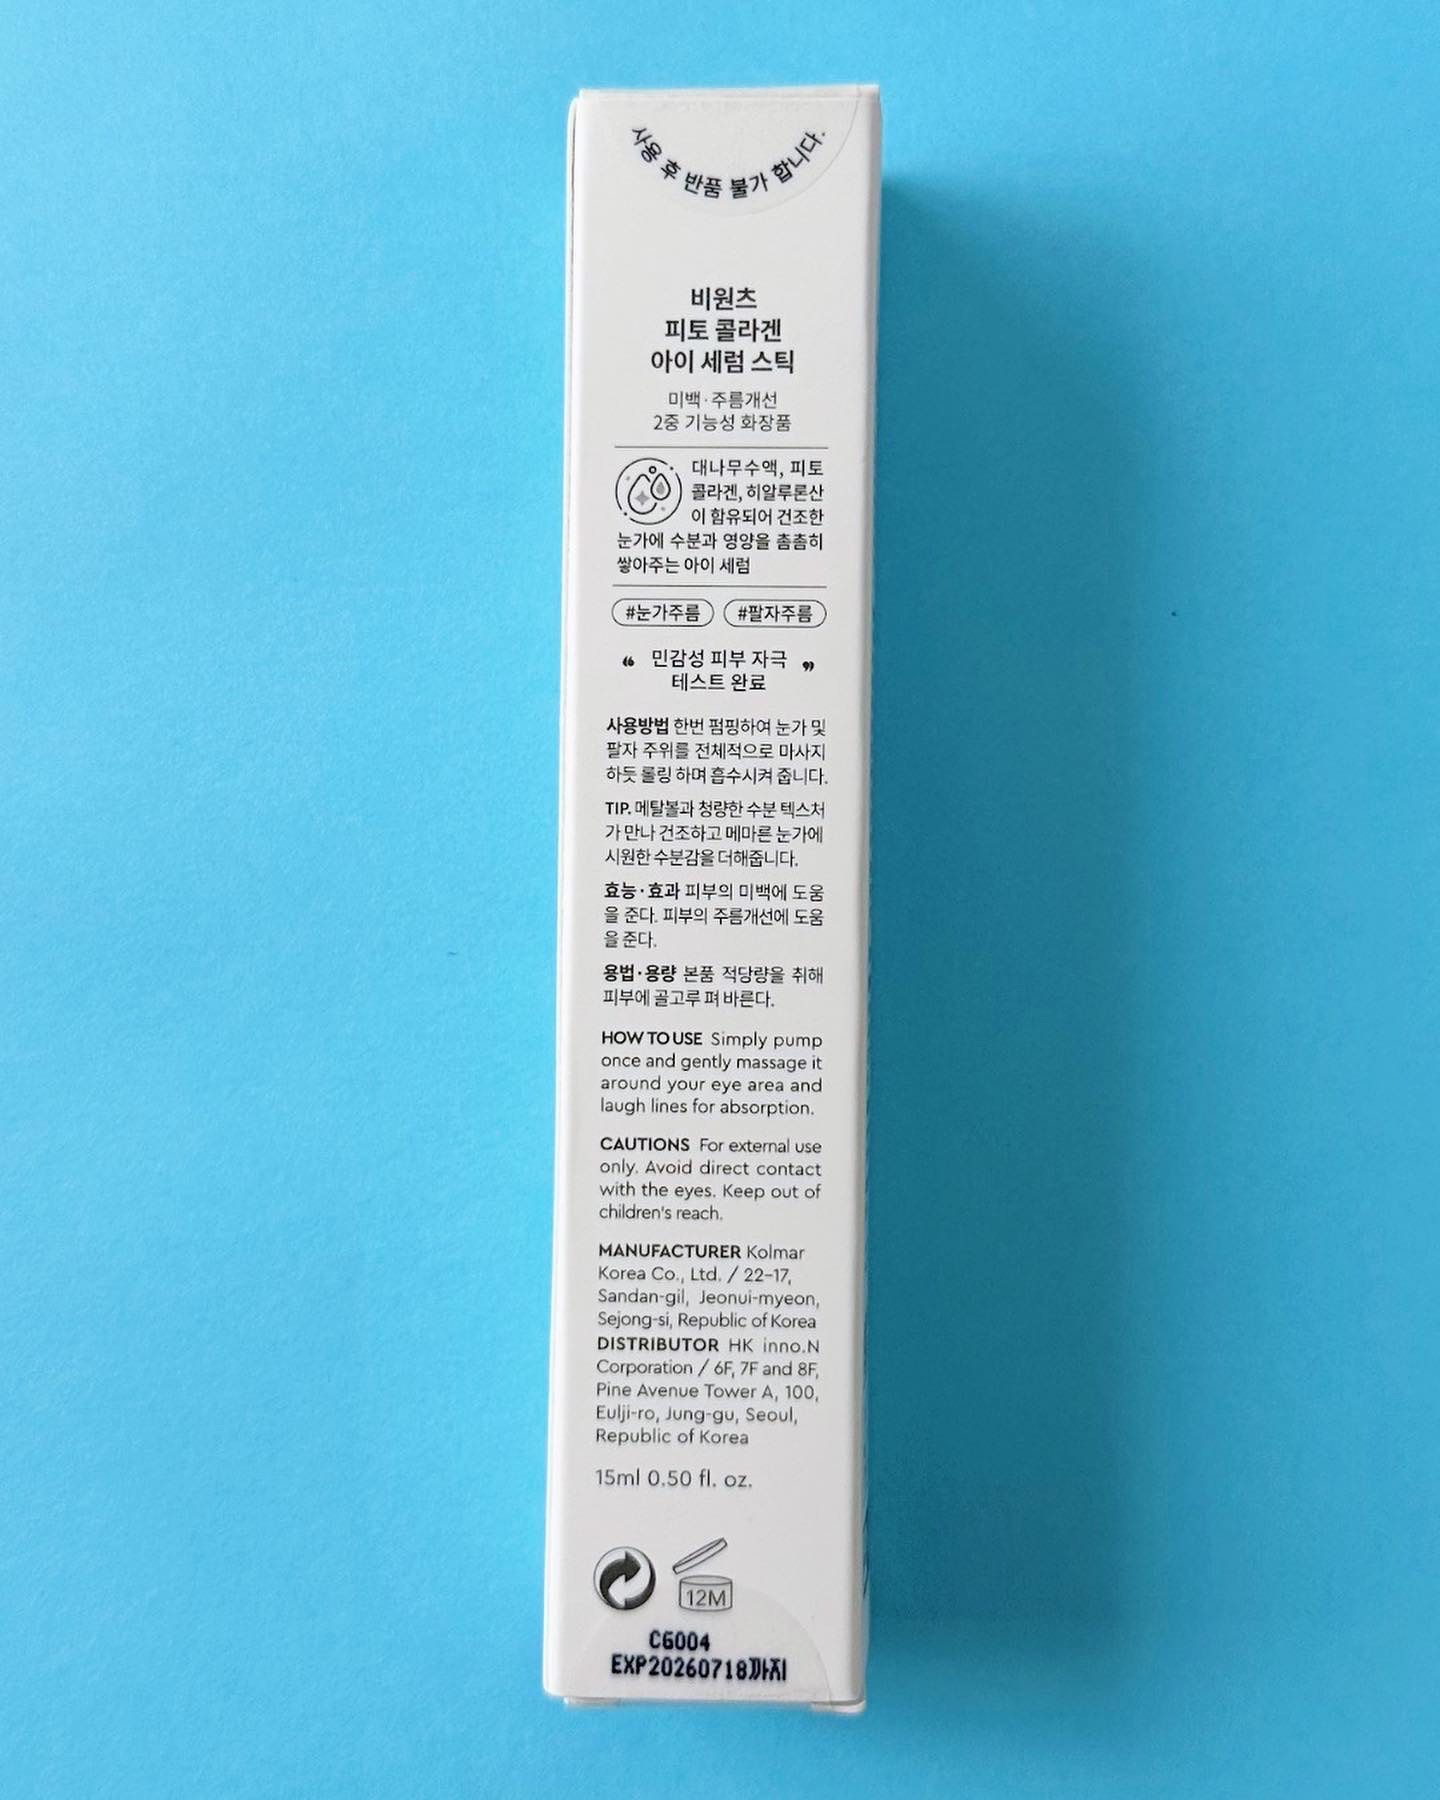 사용 후 반품 불가 합니다.
비원츠
피토 콜라겐
아이 세럼 스틱
미백·주름개선
2중 기능성 화장품
대나무수액, 피토
콜라겐, 히알루론산
이 함유되어 건조한
눈가에 수분과 영양을 촘촘히
쌓아주는 아이 세럼
#눈가주름 #팔자주름
“ 민감성 피부 자극 ”
테스트 완료
사용방법 한번 펌핑하여 눈가 및
팔자 주위를 전체적으로 마사지
하듯 롤링 하며 흡수시켜 줍니다.
TIP. 메탈볼과 청량한 수분 텍스처
가 만나 건조하고 메마른 눈가에
시원한 수분감을 더해줍니다.
효능·효과 피부의 미백에 도움
을 준다. 피부의 주름개선에 도움
을 준다.
용법·용량 본품 적당량을 취해
피부에 골고루 펴 바른다.
HOW TO USE Simply pump
once and gently massage it
around your eye area and
laugh lines for absorption.
CAUTIONS For external use
only. Avoid direct contact
with the eyes. Keep out of
children's reach.
MANUFACTURER Kolmar
Korea Co., Ltd. / 22-17,
Sandan-gil, Jeonui-myeon,
Sejong-si, Republic of Korea
DISTRIBUTOR HK inno.N
Corporation / 6F, 7F and 8F,
Pine Avenue Tower A, 100,
Eulji-ro, Jung-gu, Seoul,
Republic of Korea
15ml 0.50 fl. oz.
12M
CG004
EXP20260718까지